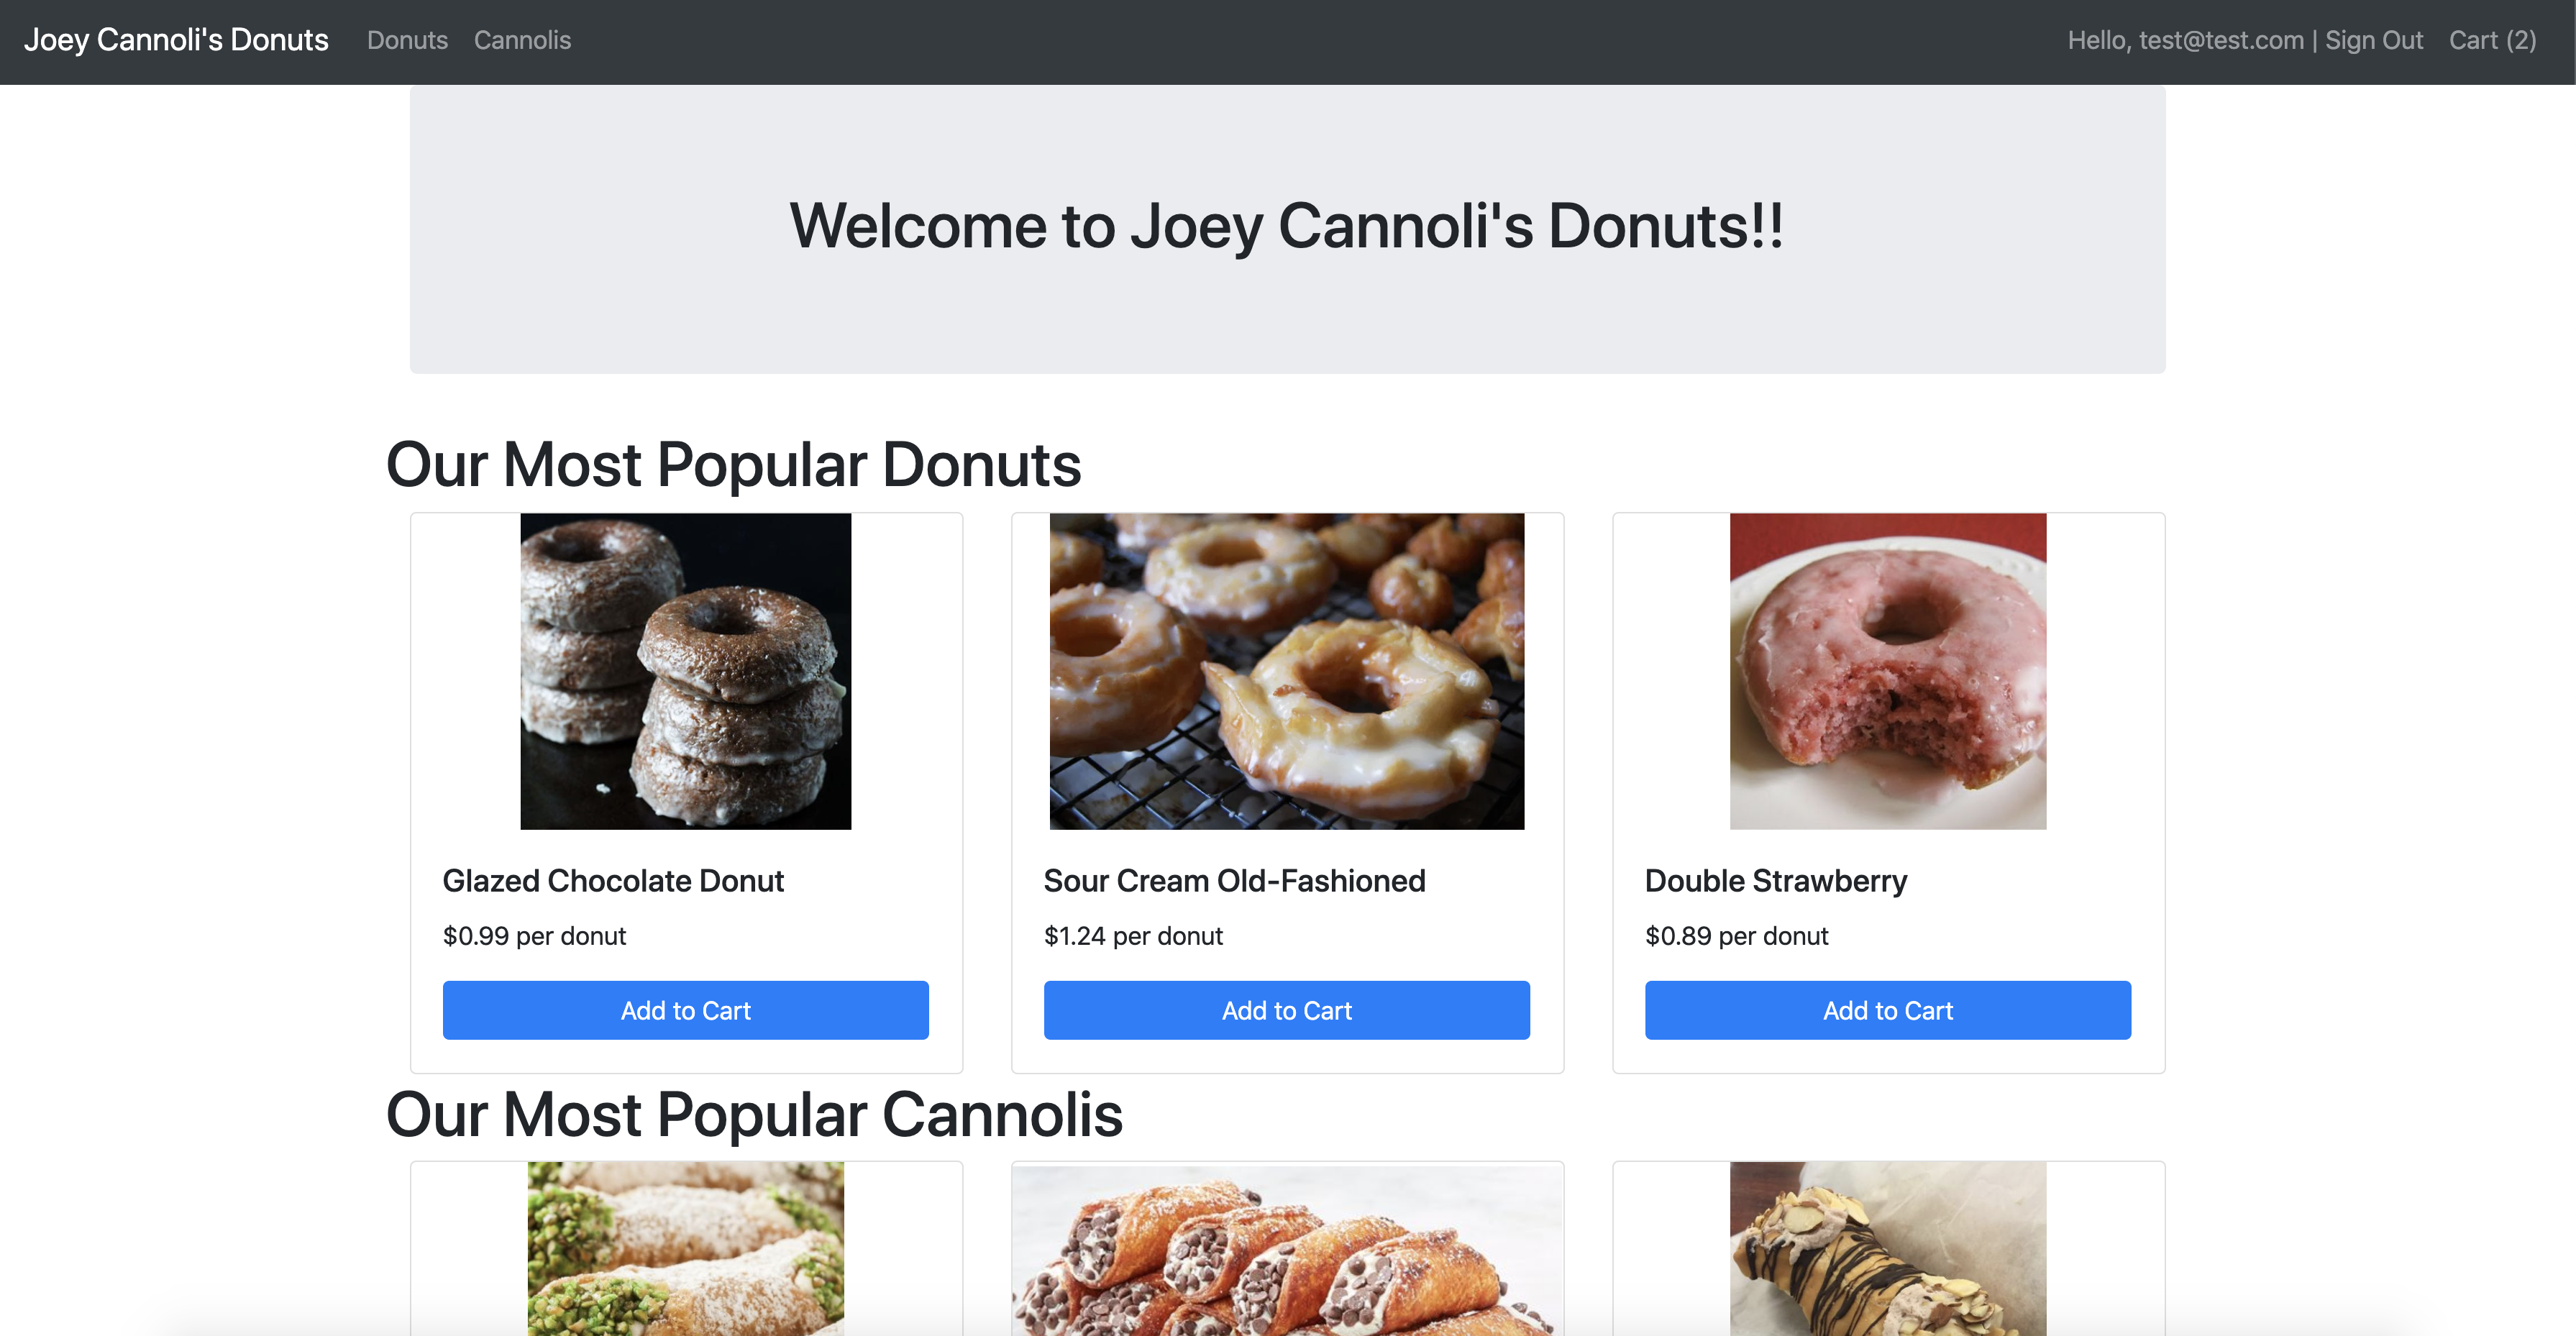 Joey Cannoli's Donuts Donuts Cannolis Hello, test@test.com | Sign Out Cart (2)
Welcome to Joey Cannoli's Donuts!!
Our Most Popular Donuts
Glazed Chocolate Donut
$0.99 per donut
Add to Cart
Sour Cream Old-Fashioned
$1.24 per donut
Add to Cart
Double Strawberry
$0.89 per donut
Add to Cart
Our Most Popular Cannolis